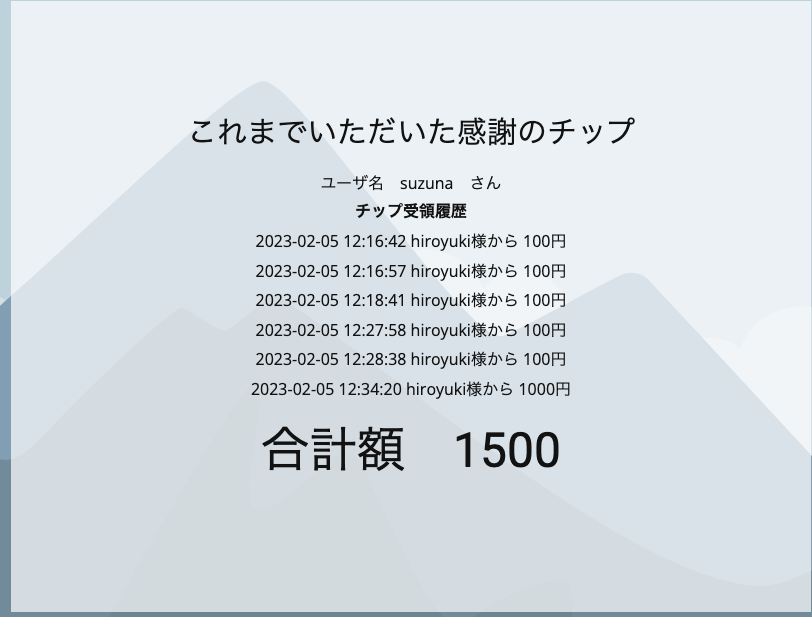 これまでいただいた感謝のチップ
ユーザ名　suzuna　さん
チップ受領履歴
2023-02-05 12:16:42 hiroyuki様から 100円
2023-02-05 12:16:57 hiroyuki様から 100円
2023-02-05 12:18:41 hiroyuki様から 100円
2023-02-05 12:27:58 hiroyuki様から 100円
2023-02-05 12:28:38 hiroyuki様から 100円
2023-02-05 12:34:20 hiroyuki様から 1000円
合計額　1500